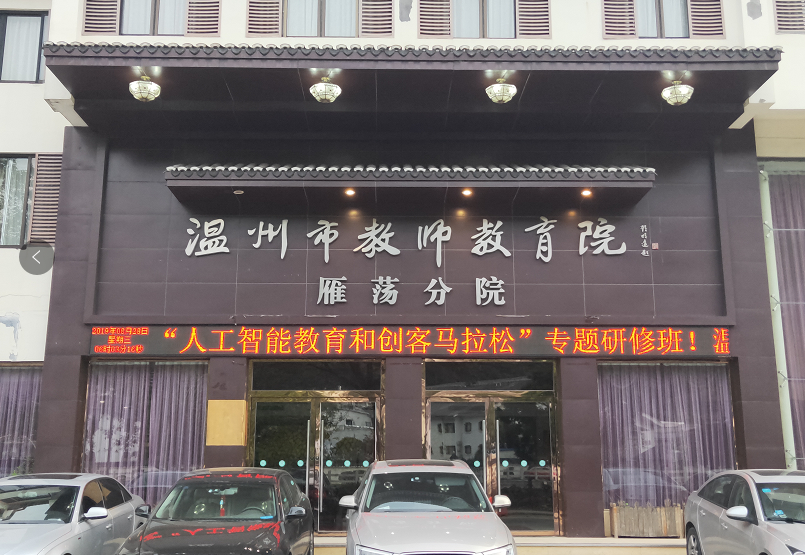 温州市教师教育院
雁荡分院
2019年08月28日
星期三
“人工智能教育和创客马拉松”专题研修班！温